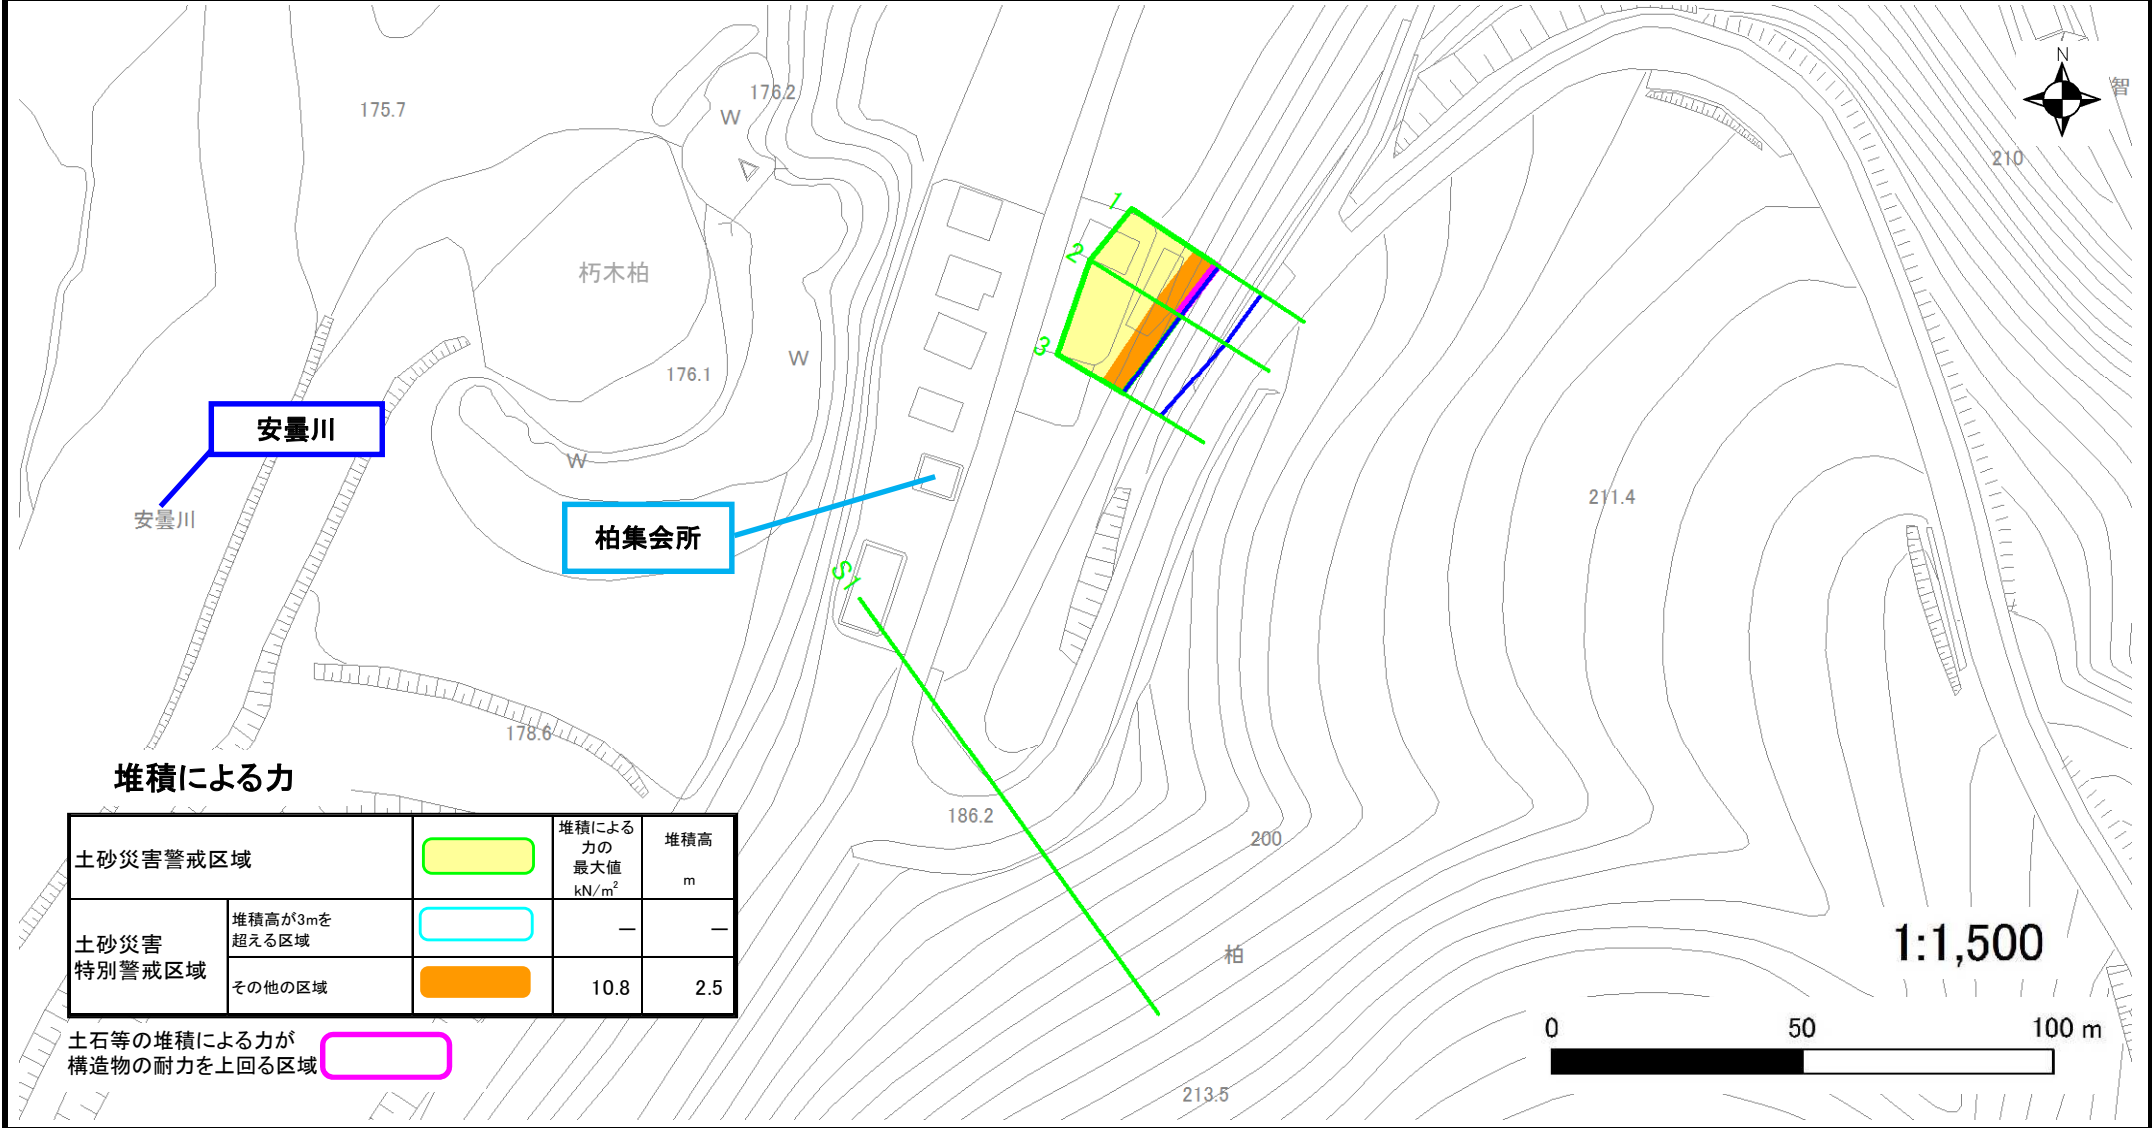 175.7
176.2
W
N
智
210
朽木柏
1
2
3
W
176.1
安曇川
W
安曇川
柏集会所
211.4
S1
178.6
186.2
200
柏
213.5
堆積による力
土砂災害警戒区域
堆積による
力の
最大値
kN/m²
堆積高
m
土砂災害
特別警戒区域
堆積高が3mを
超える区域
—
—
その他の区域
10.8
2.5
土石等の堆積による力が
構造物の耐力を上回る区域
1:1,500
0
50
100 m